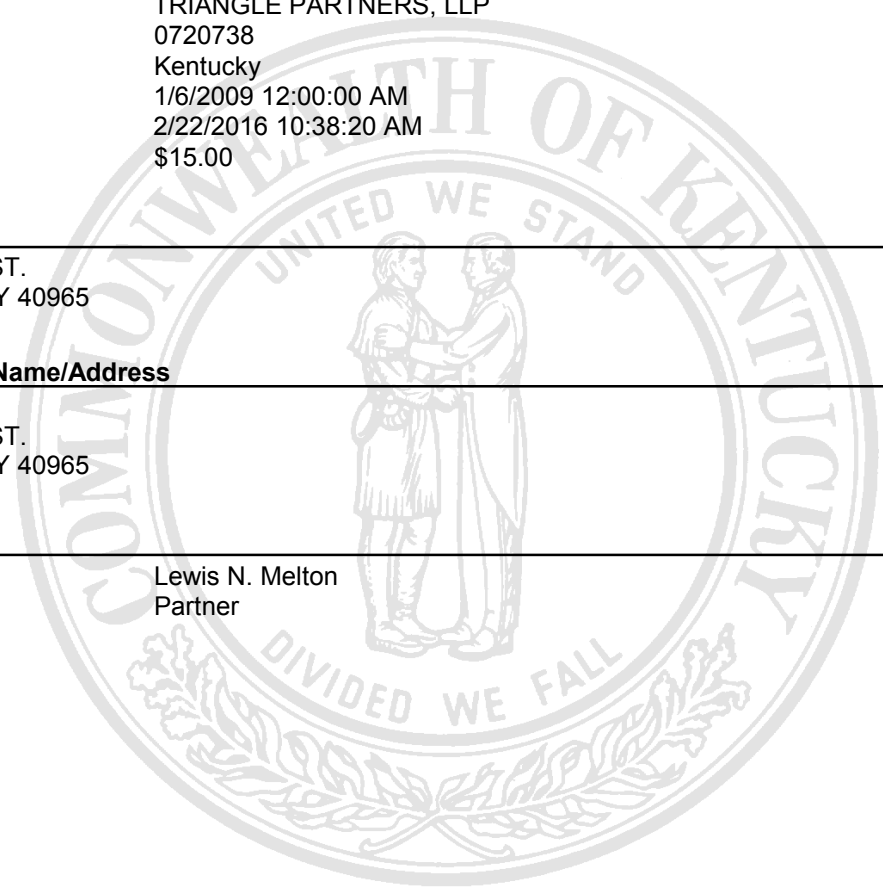 TRIANGLE PARTNERS, LLP
0720738
Kentucky
1/6/2009 12:00:00 AM
2/22/2016 10:38:20 AM
$15.00
ST.
Y 40965
Name/Address
ST.
Y 40965
Lewis N. Melton
Partner
COMMONWEALTH OF KENTUCKY
UNITED WE STAND
DIVIDED WE FALL